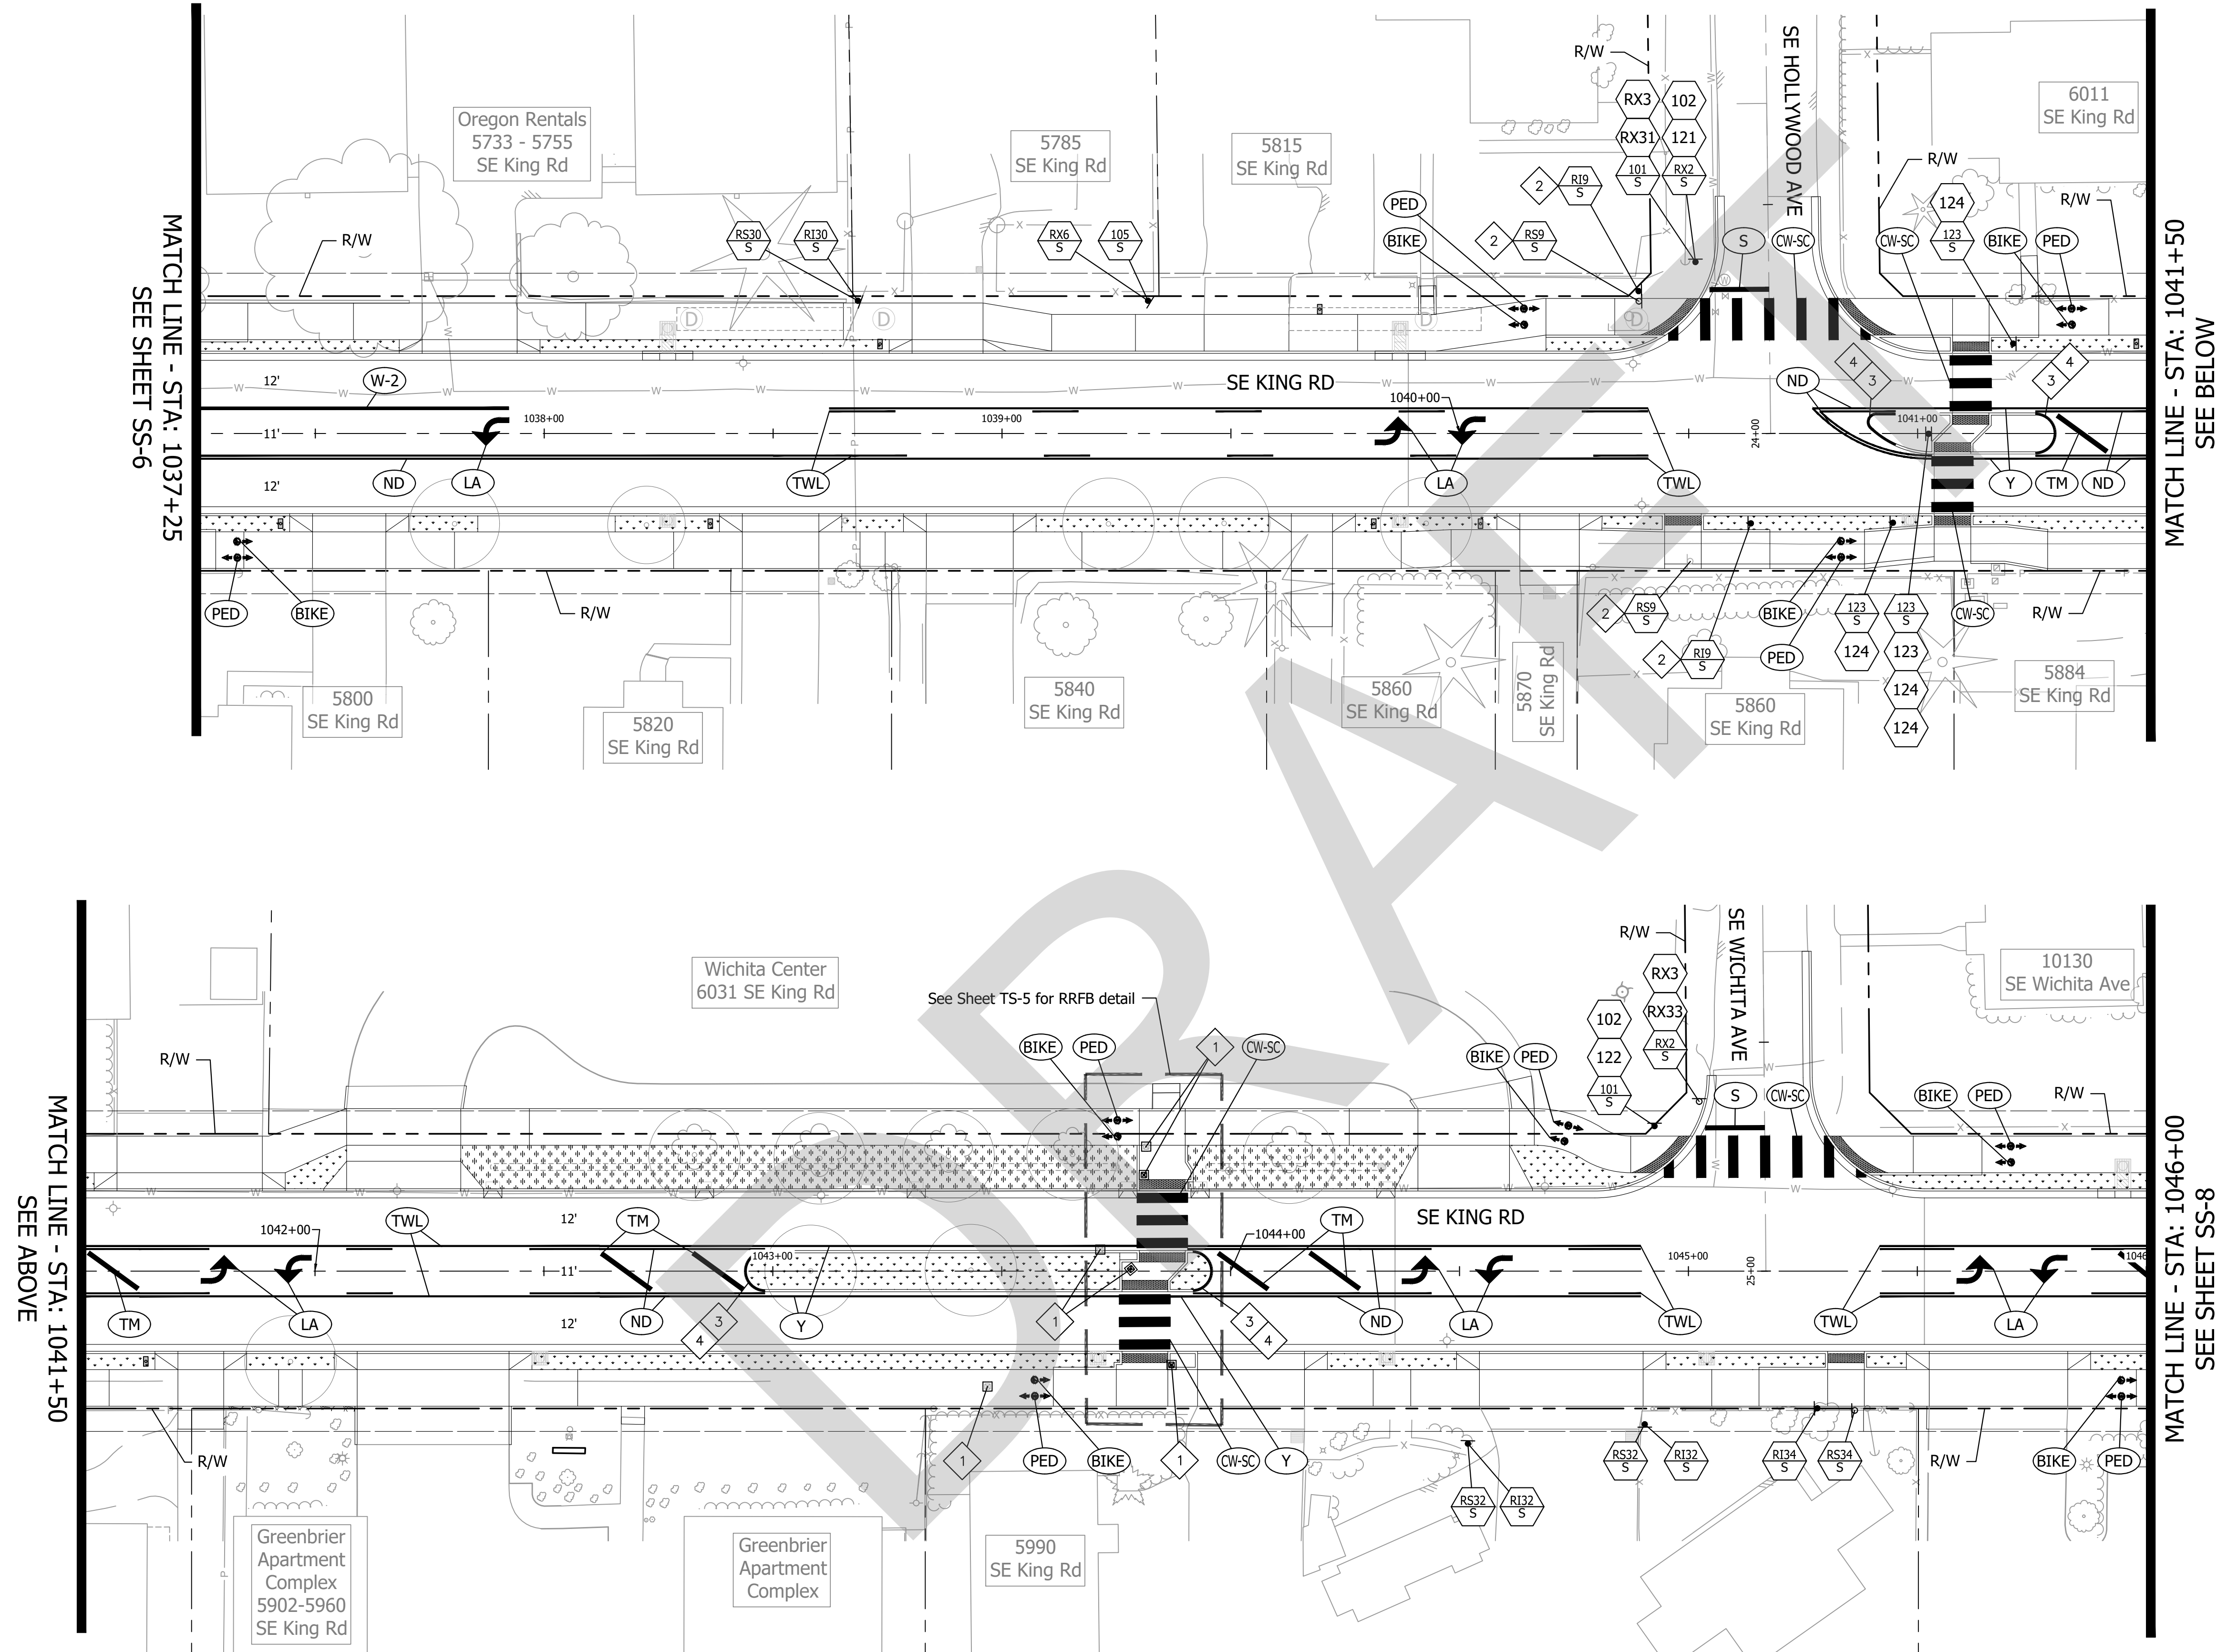 MATCH LINE - STA: 1037+25
SEE SHEET SS-6
R/W
Oregon Rentals
5733 - 5755
SE King Rd
RS30
S
RI30
S
5785
SE King Rd
RX6
S
105
S
5815
SE King Rd
PED
BIKE
2
RI9
S
2
RS9
S
R/W
RX3
102
RX31
121
101
S
RX2
S
SE HOLLYWOOD AVE
S
CW-SC
CW-SC
R/W
124
123
S
BIKE
PED
R/W
6011
SE King Rd
MATCH LINE - STA: 1041+50
SEE BELOW
D
D
D
D
12'
W-2
SE KING RD
1040+00
ND
4
3
4
3
11'
1038+00
1039+00
24+00
1041+00
12'
ND
LA
TWL
LA
TWL
Y
TM
ND
PED
BIKE
R/W
2
RS9
S
2
RI9
S
BIKE
PED
123
S
124
123
S
123
124
124
CW-SC
R/W
5800
SE King Rd
5820
SE King Rd
5840
SE King Rd
5860
SE King Rd
5870
SE King Rd
5860
SE King Rd
5884
SE King Rd
DRAFT
MATCH LINE - STA: 1041+50
SEE ABOVE
R/W
Wichita Center
6031 SE King Rd
See Sheet TS-5 for RRFB detail
BIKE
PED
1
CW-SC
BIKE
PED
R/W
RX3
102
RX33
122
RX2
S
101
S
SE WICHITA AVE
S
CW-SC
BIKE
PED
R/W
10130
SE Wichita Ave
MATCH LINE - STA: 1046+00
SEE SHEET SS-8
1042+00
TWL
12'
TM
1044+00
TM
SE KING RD
11'
1043+00
1045+00
25+00
1046
TM
LA
12'
ND
3
4
Y
1
3
4
ND
LA
TWL
TWL
LA
R/W
1
PED
BIKE
1
CW-SC
Y
RS32
S
RI32
S
RS32
S
RI32
S
RI34
S
RS34
S
R/W
BIKE
PED
Greenbrier
Apartment
Complex
5902-5960
SE King Rd
Greenbrier
Apartment
Complex
5990
SE King Rd